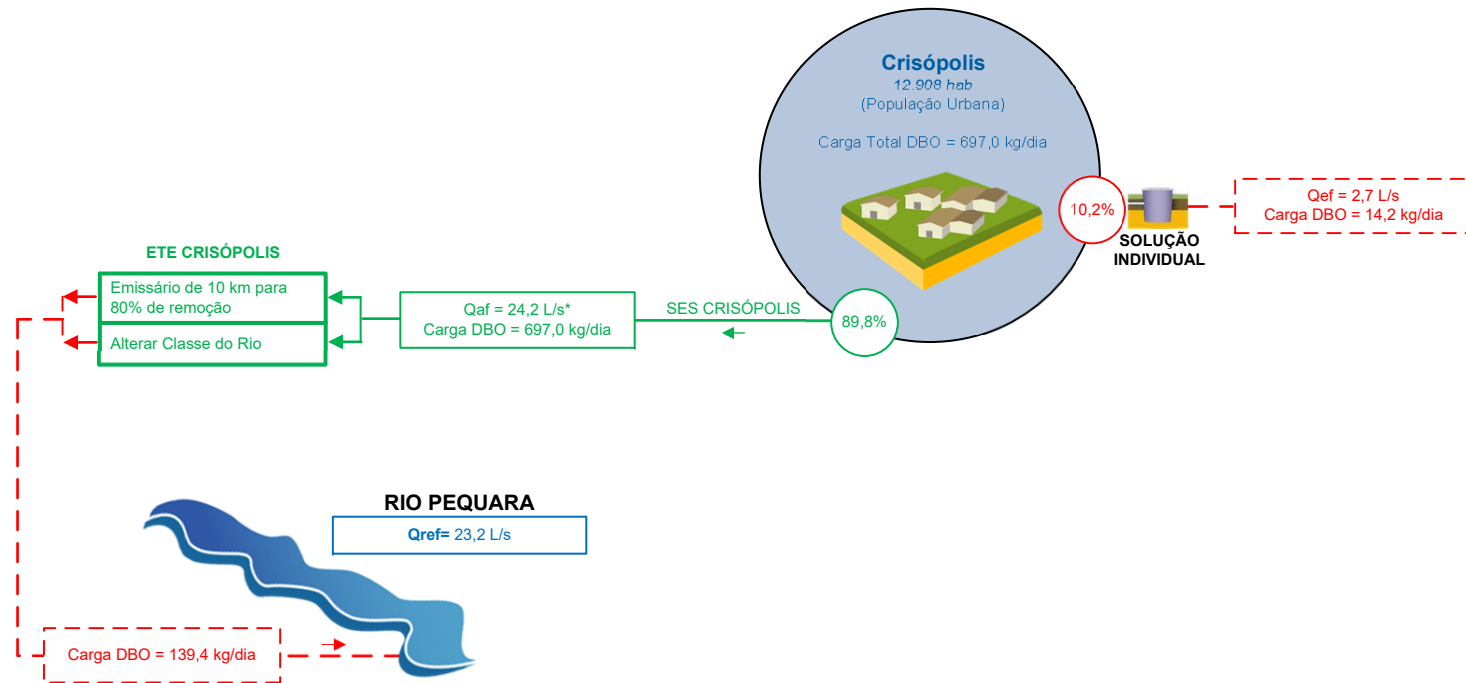 Crisópolis
12.908 hab
(População Urbana)
Carga Total DBO = 697,0 kg/dia
10,2%
SOLUÇÃO
INDIVIDUAL
Qef = 2,7 L/s
Carga DBO = 14,2 kg/dia
ETE CRISÓPOLIS
Emissário de 10 km para
80% de remoção
Alterar Classe do Rio
Qaf = 24,2 L/s*
Carga DBO = 697,0 kg/dia
SES CRISÓPOLIS
89,8%
RIO PEQUARA
Qref= 23,2 L/s
Carga DBO = 139,4 kg/dia